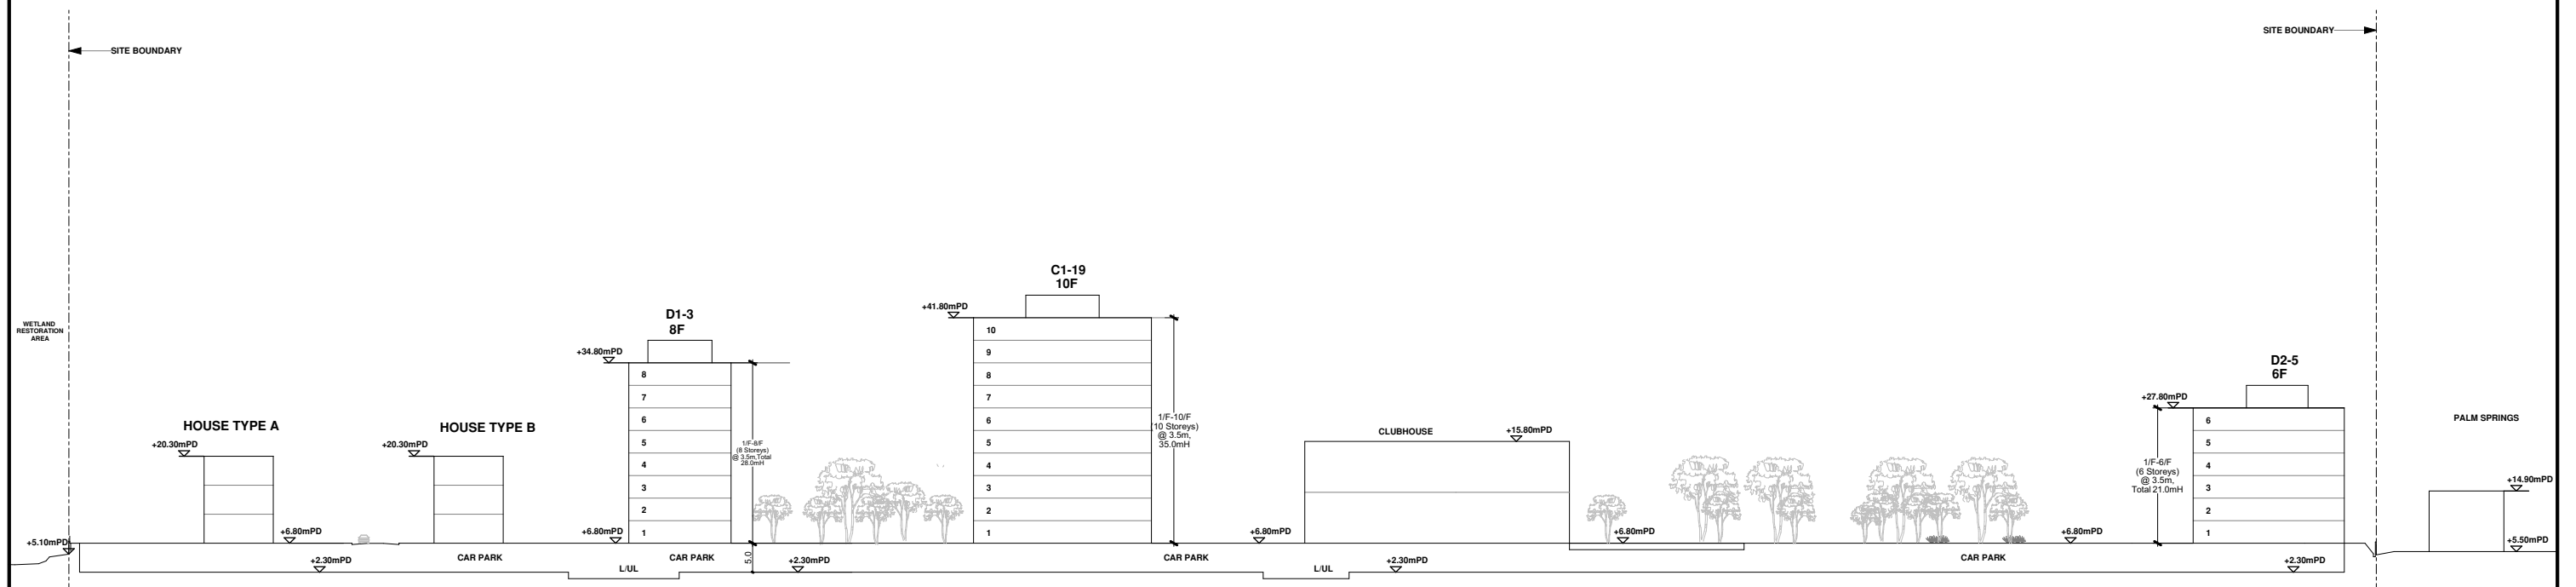 SITE BOUNDARY
SITE BOUNDARY
C1-19
10F
+41.80mPD
D1-3
8F
+34.80mPD
WETLAND
RESTORATION
AREA
10
9
8
7
6
5
4
3
2
1
1/F-10/F
(10 Storeys)
@ 3.5m,
35.0mH
8
7
6
5
4
3
2
1
1/F-8/F
(8 Storeys)
@ 3.5m,Total
28.0mH
D2-5
6F
+27.80mPD
6
5
4
3
2
1
1/F-6/F
(6 Storeys)
@ 3.5m,
Total 21.0mH
HOUSE TYPE A
+20.30mPD
HOUSE TYPE B
+20.30mPD
CLUBHOUSE
+15.80mPD
PALM SPRINGS
+14.90mPD
+5.10mPD
+6.80mPD
+6.80mPD
+6.80mPD
+6.80mPD
+6.80mPD
+5.50mPD
CAR PARK
CAR PARK
5.0
CAR PARK
CAR PARK
+2.30mPD
L/UL
+2.30mPD
L/UL
+2.30mPD
+2.30mPD